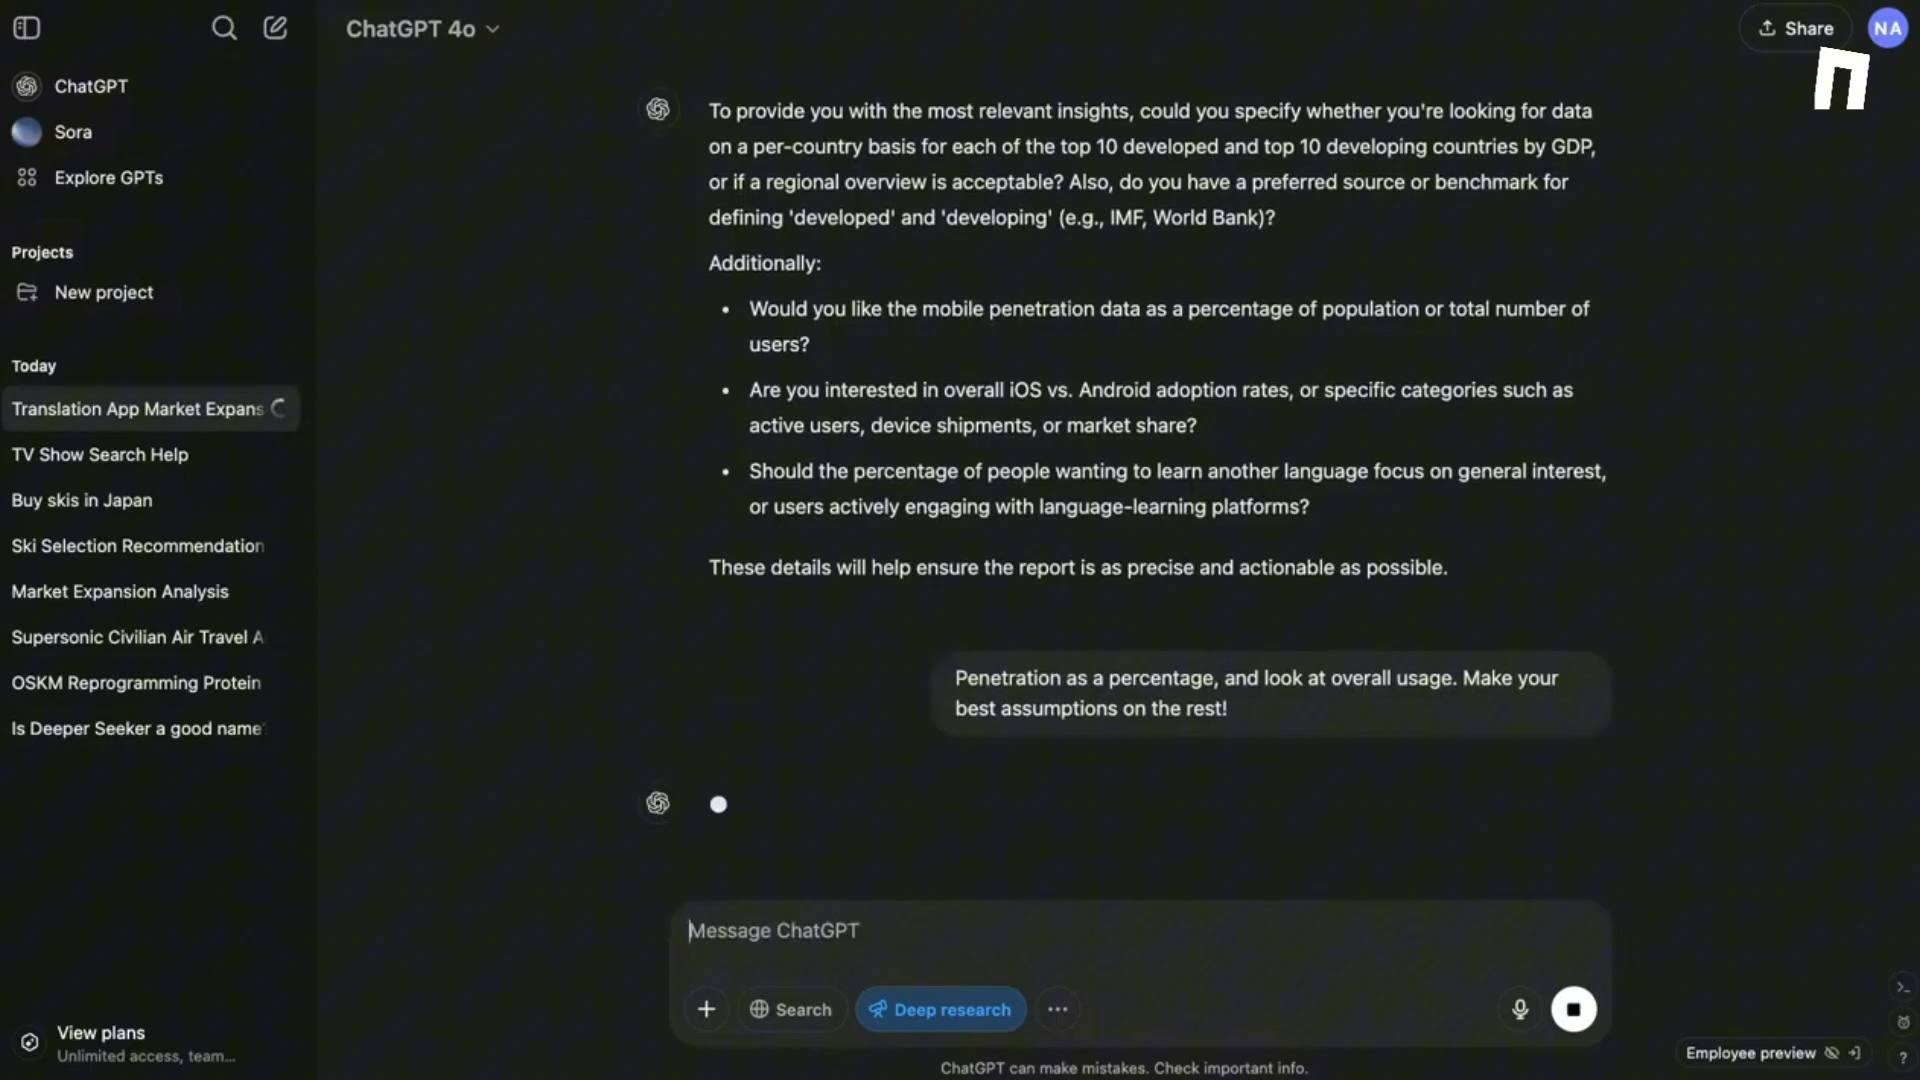 ChatGPT 4o
Share
NA
ChatGPT
Sora
Explore GPTs
Projects
New project
Today
Translation App Market Expans
TV Show Search Help
Buy skis in Japan
Ski Selection Recommendation
Market Expansion Analysis
Supersonic Civilian Air Travel A
OSKM Reprogramming Protein
Is Deeper Seeker a good name
View plans
Unlimited access, team...
To provide you with the most relevant insights, could you specify whether you're looking for data
on a per-country basis for each of the top 10 developed and top 10 developing countries by GDP,
or if a regional overview is acceptable? Also, do you have a preferred source or benchmark for
defining 'developed' and 'developing' (e.g., IMF, World Bank)?
Additionally:
• Would you like the mobile penetration data as a percentage of population or total number of
users?
• Are you interested in overall iOS vs. Android adoption rates, or specific categories such as
active users, device shipments, or market share?
• Should the percentage of people wanting to learn another language focus on general interest,
or users actively engaging with language-learning platforms?
These details will help ensure the report is as precise and actionable as possible.
Penetration as a percentage, and look at overall usage. Make your
best assumptions on the rest!
Message ChatGPT
Search
Deep research
ChatGPT can make mistakes. Check important info.
Employee preview
?